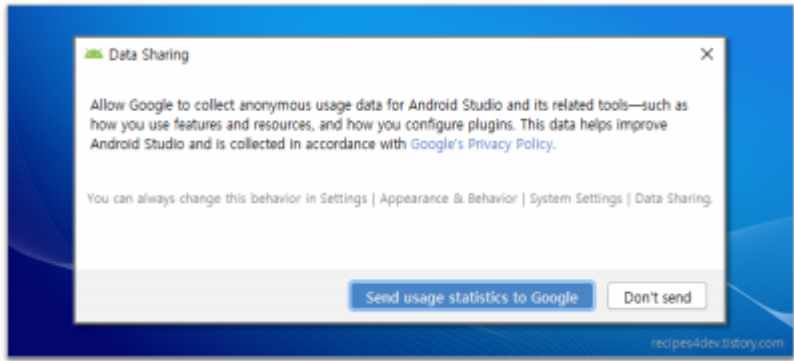 Data Sharing
Allow Google to collect anonymous usage data for Android Studio and its related tools—such as
how you use features and resources, and how you configure plugins. This data helps improve
Android Studio and is collected in accordance with Google's Privacy Policy.
You can always change this behavior in Settings | Appearance & Behavior | System Settings | Data Sharing.
Send usage statistics to Google
Don't send
recipes4dev.tistory.com